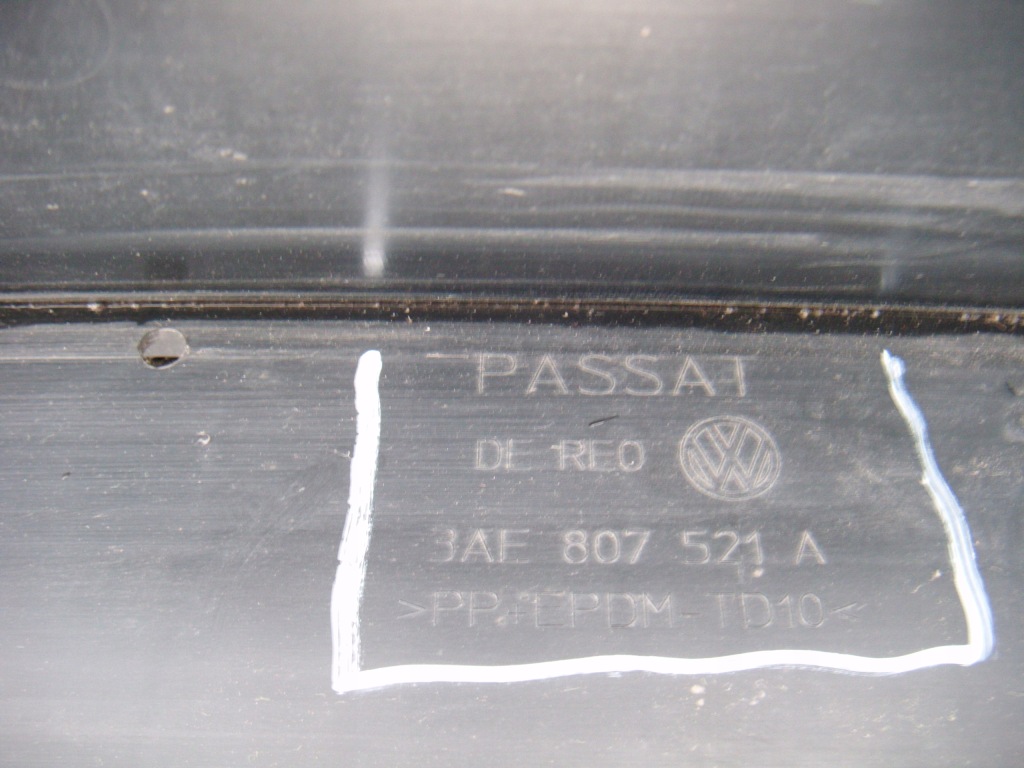 PASSAT
DE REO
3AE 807 521 A
>PP+EPDM-TD10<